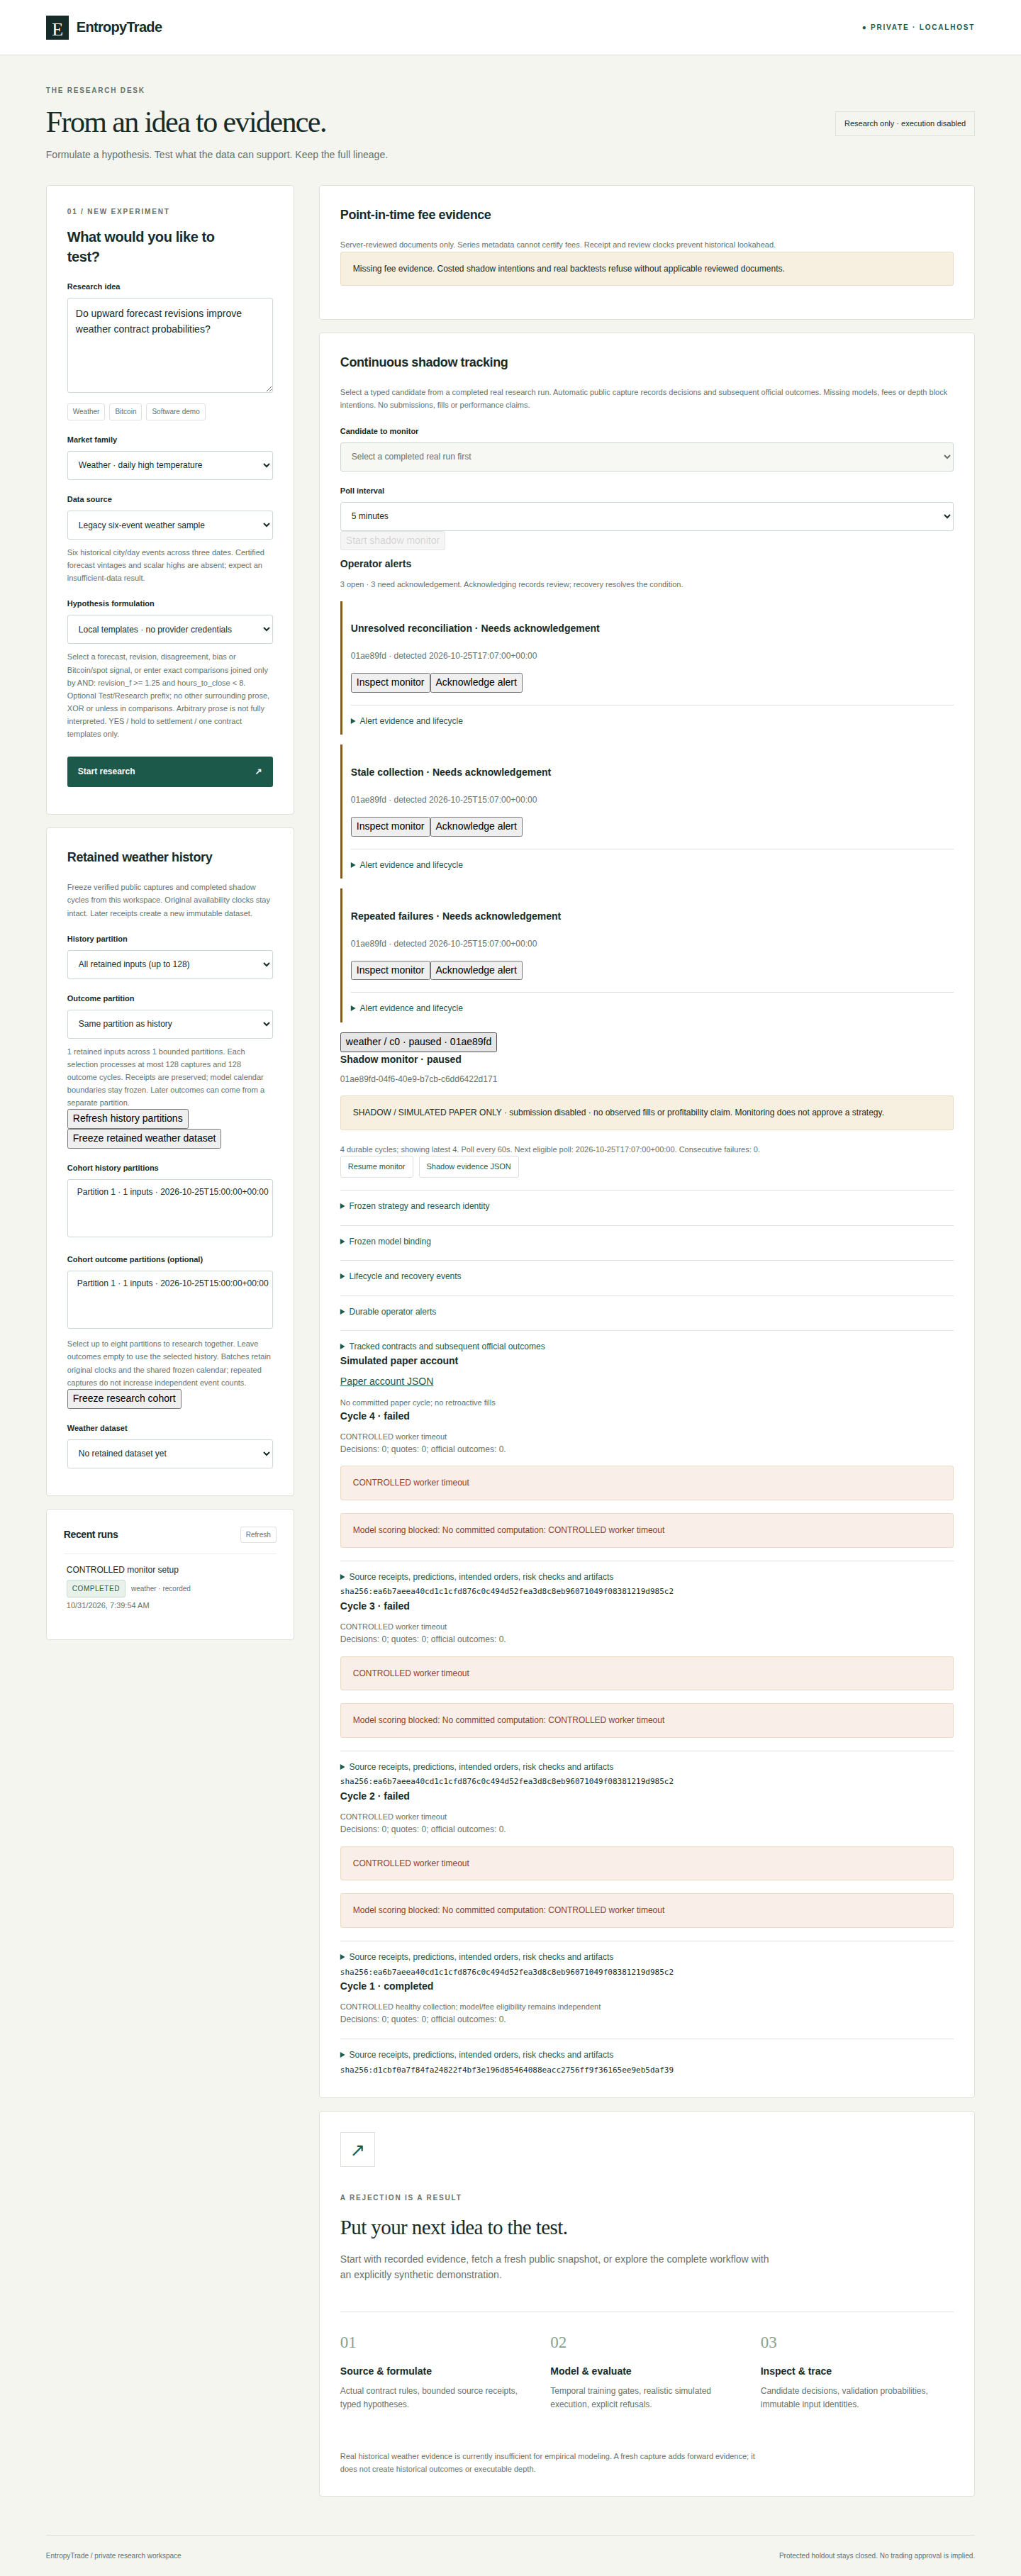 E EntropyTrade
● PRIVATE · LOCALHOST
THE RESEARCH DESK
From an idea to evidence.
Research only · execution disabled
Formulate a hypothesis. Test what the data can support. Keep the full lineage.
01 / NEW EXPERIMENT
What would you like to
test?
Research idea
Do upward forecast revisions improve
weather contract probabilities?
Weather Bitcoin Software demo
Market family
Weather · daily high temperature
Data source
Legacy six-event weather sample
Six historical city/day events across three dates. Certified
forecast vintages and scalar highs are absent; expect an
insufficient-data result.
Hypothesis formulation
Local templates · no provider credentials
Select a forecast, revision, disagreement, bias or
Bitcoin/spot signal, or enter exact comparisons joined only
by AND: revision_f >= 1.25 and hours_to_close < 8.
Optional Test/Research prefix; no other surrounding prose,
XOR or unless in comparisons. Arbitrary prose is not fully
interpreted. YES / hold to settlement / one contract
templates only.
Start research ↗
Retained weather history
Freeze verified public captures and completed shadow
cycles from this workspace. Original availability clocks stay
intact. Later receipts create a new immutable dataset.
History partition
All retained inputs (up to 128)
Outcome partition
Same partition as history
1 retained inputs across 1 bounded partitions. Each
selection processes at most 128 captures and 128
outcome cycles. Receipts are preserved; model calendar
boundaries stay frozen. Later outcomes can come from a
separate partition.
Refresh history partitions
Freeze retained weather dataset
Cohort history partitions
Partition 1 · 1 inputs · 2026-10-25T15:00:00+00:00
Cohort outcome partitions (optional)
Partition 1 · 1 inputs · 2026-10-25T15:00:00+00:00
Select up to eight partitions to research together. Leave
outcomes empty to use the selected history. Batches retain
original clocks and the shared frozen calendar; repeated
captures do not increase independent event counts.
Freeze research cohort
Weather dataset
No retained dataset yet
Recent runs
Refresh
CONTROLLED monitor setup
COMPLETED weather · recorded
10/31/2026, 7:39:54 AM
Point-in-time fee evidence
Server-reviewed documents only. Series metadata cannot certify fees. Receipt and review clocks prevent historical lookahead.
Missing fee evidence. Costed shadow intentions and real backtests refuse without applicable reviewed documents.
Continuous shadow tracking
Select a typed candidate from a completed real research run. Automatic public capture records decisions and subsequent official outcomes. Missing models, fees or depth block
intentions. No submissions, fills or performance claims.
Candidate to monitor
Select a completed real run first
Poll interval
5 minutes
Start shadow monitor
Operator alerts
3 open · 3 need acknowledgement. Acknowledging records review; recovery resolves the condition.
Unresolved reconciliation · Needs acknowledgement
01ae89fd · detected 2026-10-25T17:07:00+00:00
Inspect monitor Acknowledge alert
▶ Alert evidence and lifecycle
Stale collection · Needs acknowledgement
01ae89fd · detected 2026-10-25T15:07:00+00:00
Inspect monitor Acknowledge alert
▶ Alert evidence and lifecycle
Repeated failures · Needs acknowledgement
01ae89fd · detected 2026-10-25T15:07:00+00:00
Inspect monitor Acknowledge alert
▶ Alert evidence and lifecycle
weather / c0 · paused · 01ae89fd
Shadow monitor · paused
01ae89fd-04f6-40e9-b7cb-c6dd6422d171
SHADOW / SIMULATED PAPER ONLY · submission disabled · no observed fills or profitability claim. Monitoring does not approve a strategy.
4 durable cycles; showing latest 4. Poll every 60s. Next eligible poll: 2026-10-25T17:07:00+00:00. Consecutive failures: 0.
Resume monitor Shadow evidence JSON
▶ Frozen strategy and research identity
▶ Frozen model binding
▶ Lifecycle and recovery events
▶ Durable operator alerts
▶ Tracked contracts and subsequent official outcomes
Simulated paper account
Paper account JSON
No committed paper cycle; no retroactive fills
Cycle 4 · failed
CONTROLLED worker timeout
Decisions: 0; quotes: 0; official outcomes: 0.
CONTROLLED worker timeout
Model scoring blocked: No committed computation: CONTROLLED worker timeout
▶ Source receipts, predictions, intended orders, risk checks and artifacts
sha256:ea6b7aeea40cd1c1cfd876c0c494d52fea3d8c8eb96071049f08381219d985c2
Cycle 3 · failed
CONTROLLED worker timeout
Decisions: 0; quotes: 0; official outcomes: 0.
CONTROLLED worker timeout
Model scoring blocked: No committed computation: CONTROLLED worker timeout
▶ Source receipts, predictions, intended orders, risk checks and artifacts
sha256:ea6b7aeea40cd1c1cfd876c0c494d52fea3d8c8eb96071049f08381219d985c2
Cycle 2 · failed
CONTROLLED worker timeout
Decisions: 0; quotes: 0; official outcomes: 0.
CONTROLLED worker timeout
Model scoring blocked: No committed computation: CONTROLLED worker timeout
▶ Source receipts, predictions, intended orders, risk checks and artifacts
sha256:ea6b7aeea40cd1c1cfd876c0c494d52fea3d8c8eb96071049f08381219d985c2
Cycle 1 · completed
CONTROLLED healthy collection; model/fee eligibility remains independent
Decisions: 0; quotes: 0; official outcomes: 0.
▶ Source receipts, predictions, intended orders, risk checks and artifacts
sha256:d1cbf0a7f84fa24822f4bf3e196d85464088eacc2756ff9f36165ee9eb5daf39
↗
A REJECTION IS A RESULT
Put your next idea to the test.
Start with recorded evidence, fetch a fresh public snapshot, or explore the complete workflow with
an explicitly synthetic demonstration.
01
Source & formulate
Actual contract rules, bounded source receipts,
typed hypotheses.
02
Model & evaluate
Temporal training gates, realistic simulated
execution, explicit refusals.
03
Inspect & trace
Candidate decisions, validation probabilities,
immutable input identities.
Real historical weather evidence is currently insufficient for empirical modeling. A fresh capture adds forward evidence; it
does not create historical outcomes or executable depth.
EntropyTrade / private research workspace
Protected holdout stays closed. No trading approval is implied.